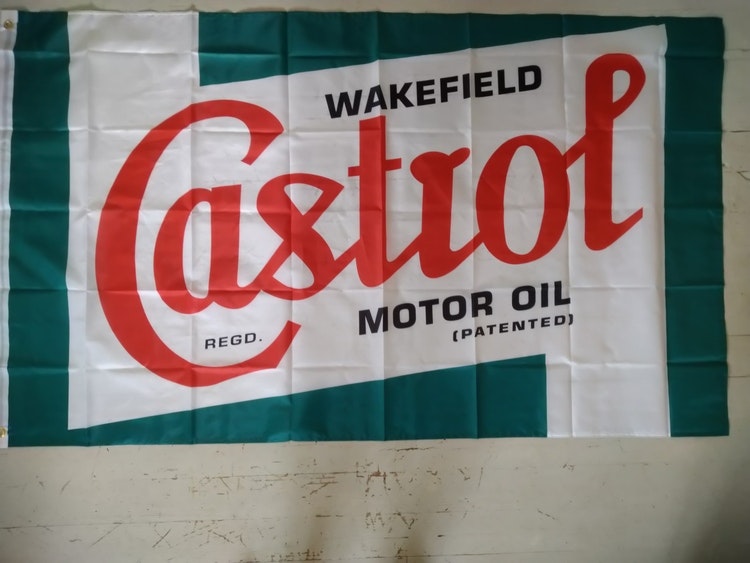 WAKEFIELD
Castrol
REGD.
MOTOR OIL
(PATENTED)